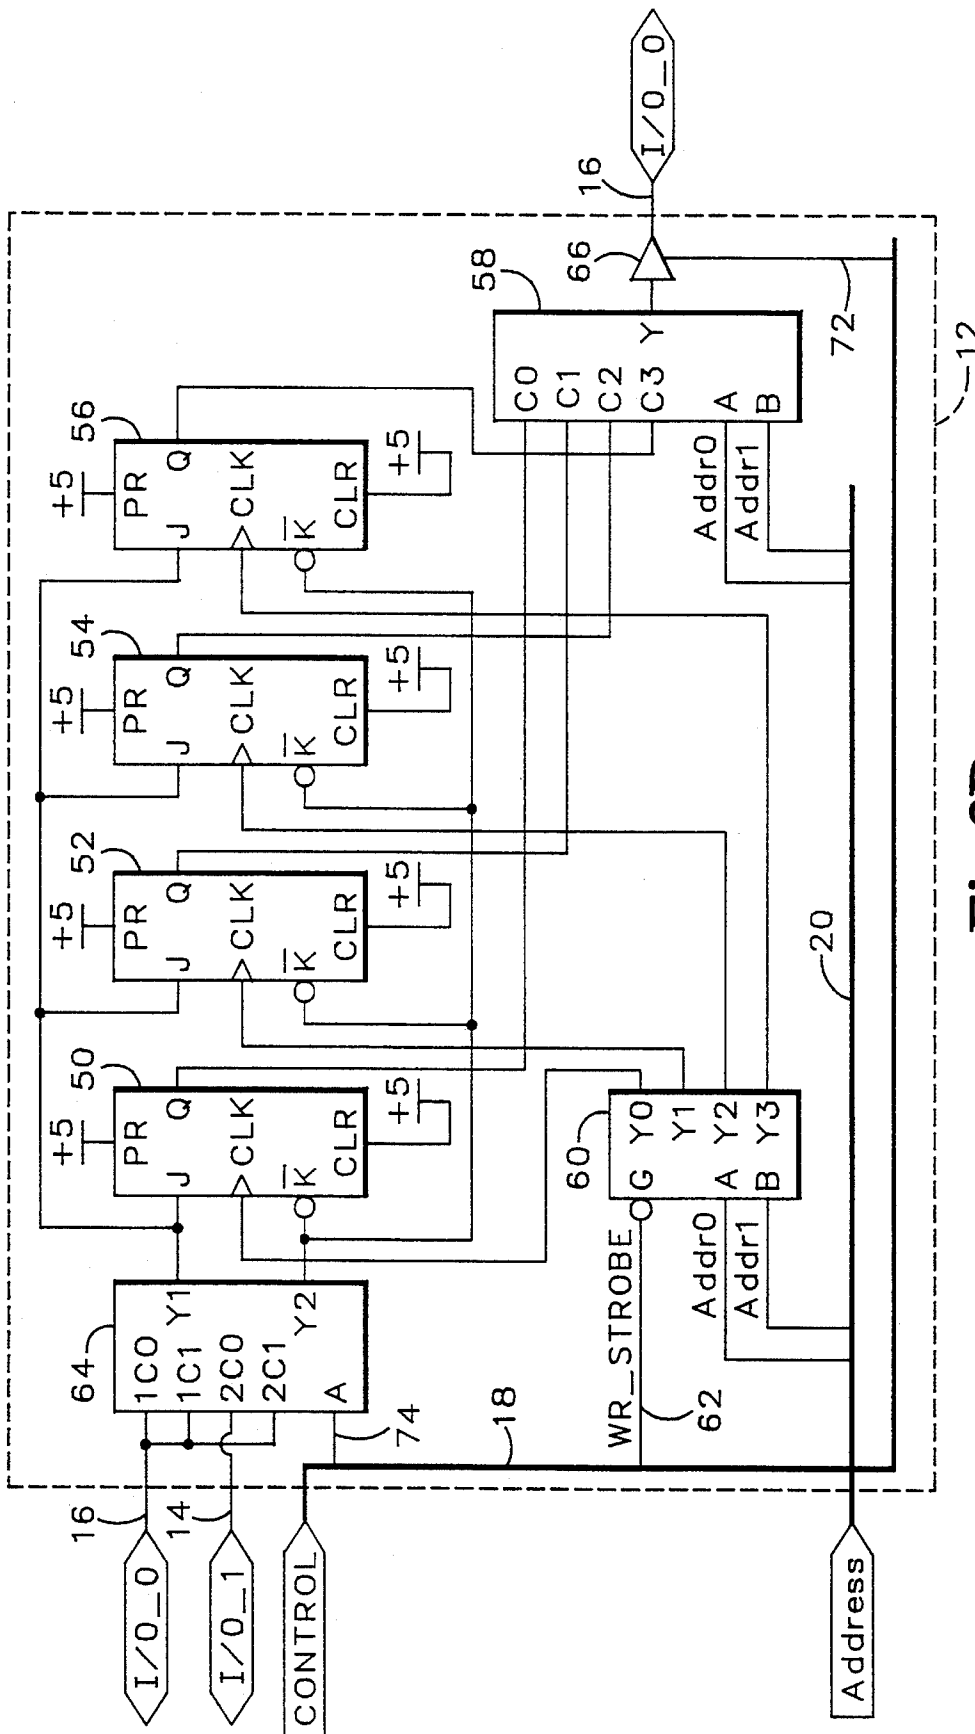 +5
+5
+5
+5
50
52
54
56
PR
J
Q
CLK
K
CLR
+5
PR
J
Q
CLK
K
CLR
+5
PR
J
Q
CLK
K
CLR
+5
PR
J
Q
CLK
K
CLR
+5
64
1C0
1C1
2C0
2C1
A
Y1
Y2
16
I/O_0
14
I/O_1
CONTROL
74
18
WR_STROBE
62
60
G
A
B
Y0
Y1
Y2
Y3
Addr0
Addr1
58
C0
C1
C2
C3
A
B
Y
Addr0
Addr1
66
16
I/O_0
72
20
Address
12